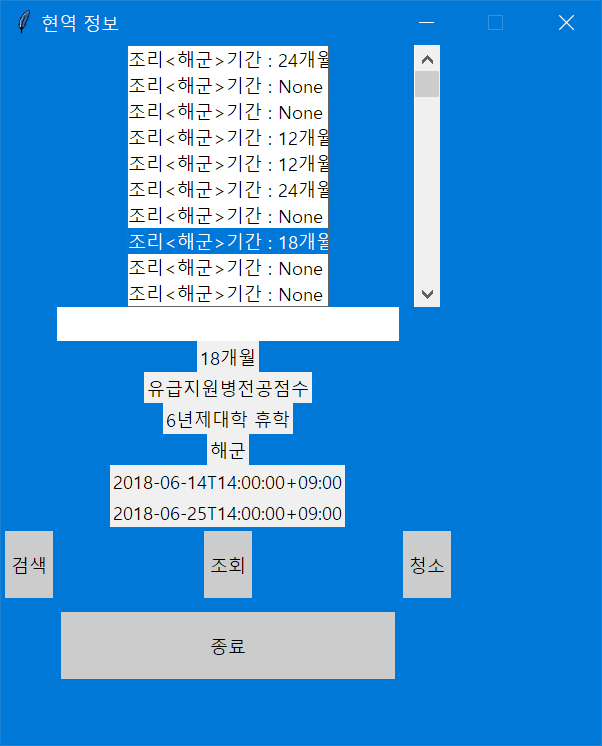 현역 정보
조리<해군>기간 : 24개월
조리<해군>기간 : None
조리<해군>기간 : None
조리<해군>기간 : 12개월
조리<해군>기간 : 12개월
조리<해군>기간 : 24개월
조리<해군>기간 : None
조리<해군>기간 : 18개월
조리<해군>기간 : None
조리<해군>기간 : None
18개월
유급지원병전공점수
6년제대학 휴학
해군
2018-06-14T14:00:00+09:00
2018-06-25T14:00:00+09:00
검색 조회 청소
종료